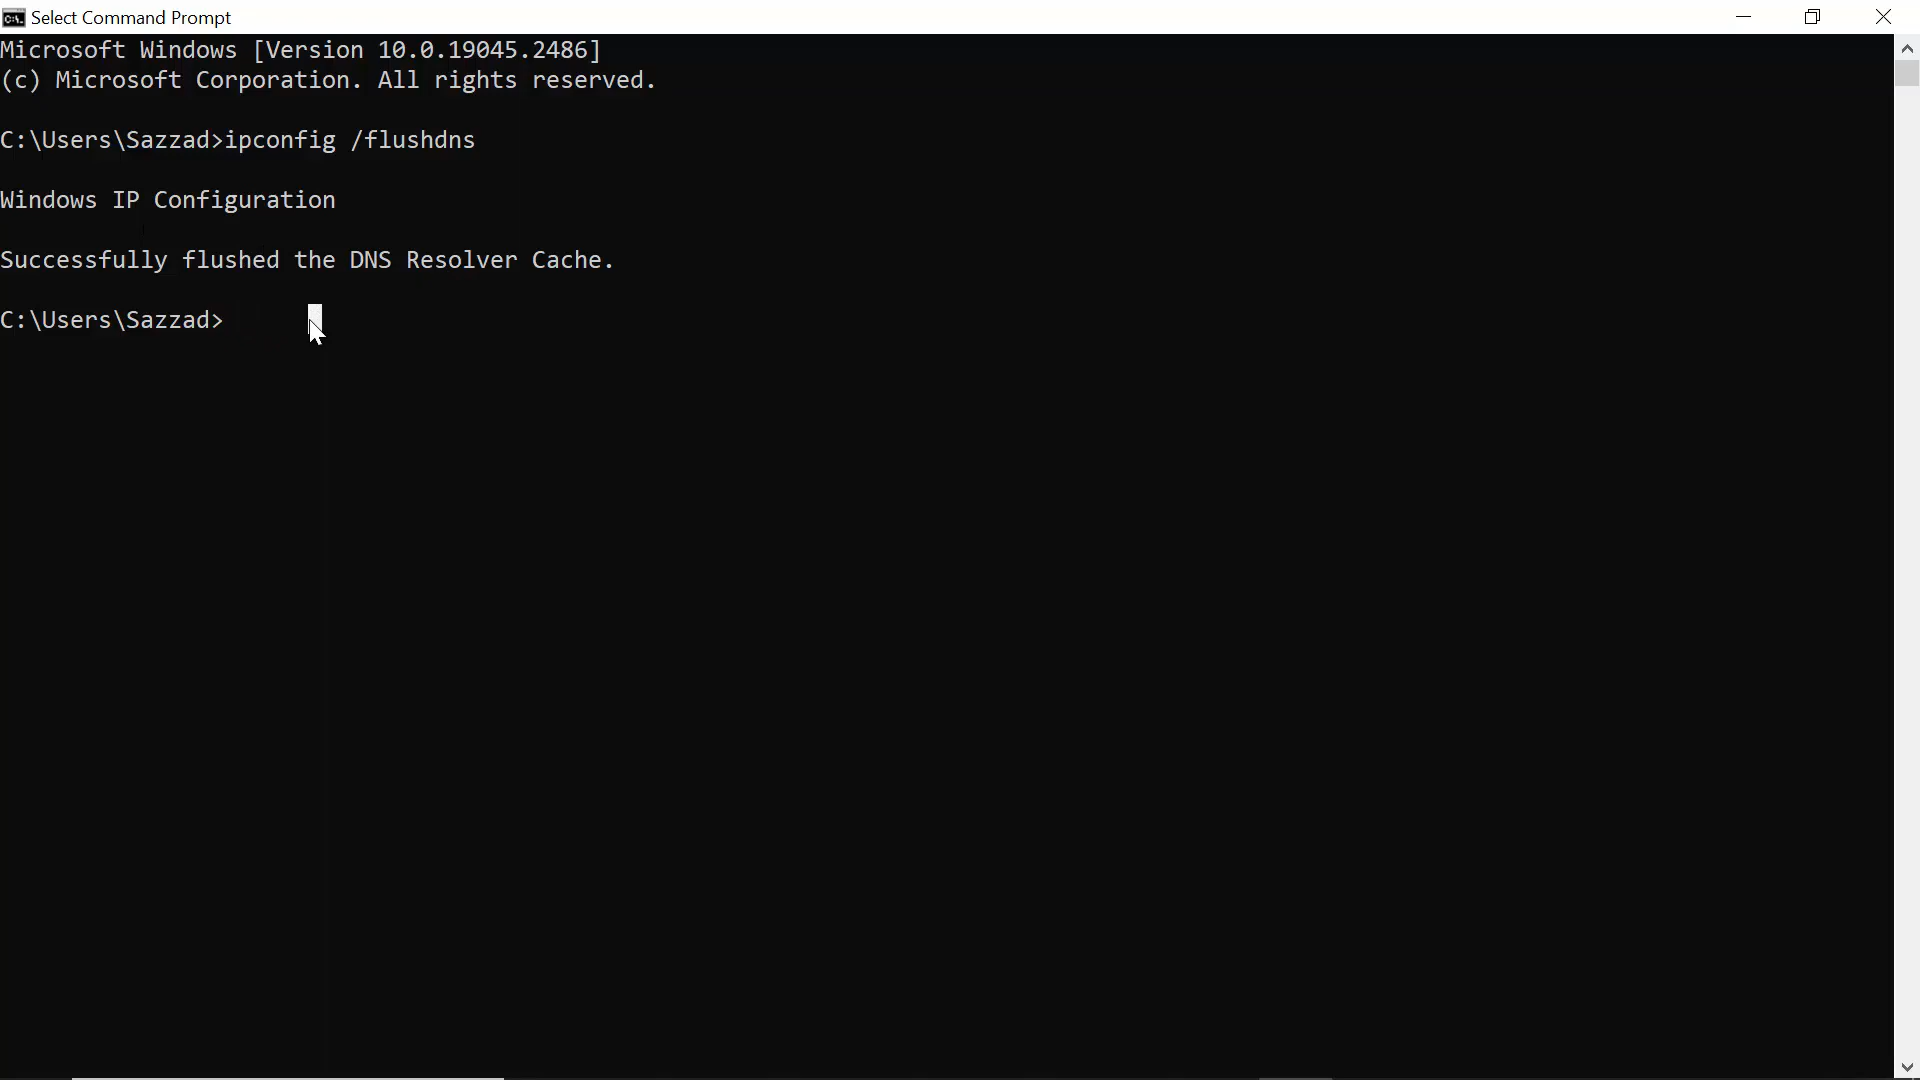 Select Command Prompt
Microsoft Windows [Version 10.0.19045.2486]
(c) Microsoft Corporation. All rights reserved.
C:\Users\Sazzad>ipconfig /flushdns
Windows IP Configuration
Successfully flushed the DNS Resolver Cache.
C:\Users\Sazzad>